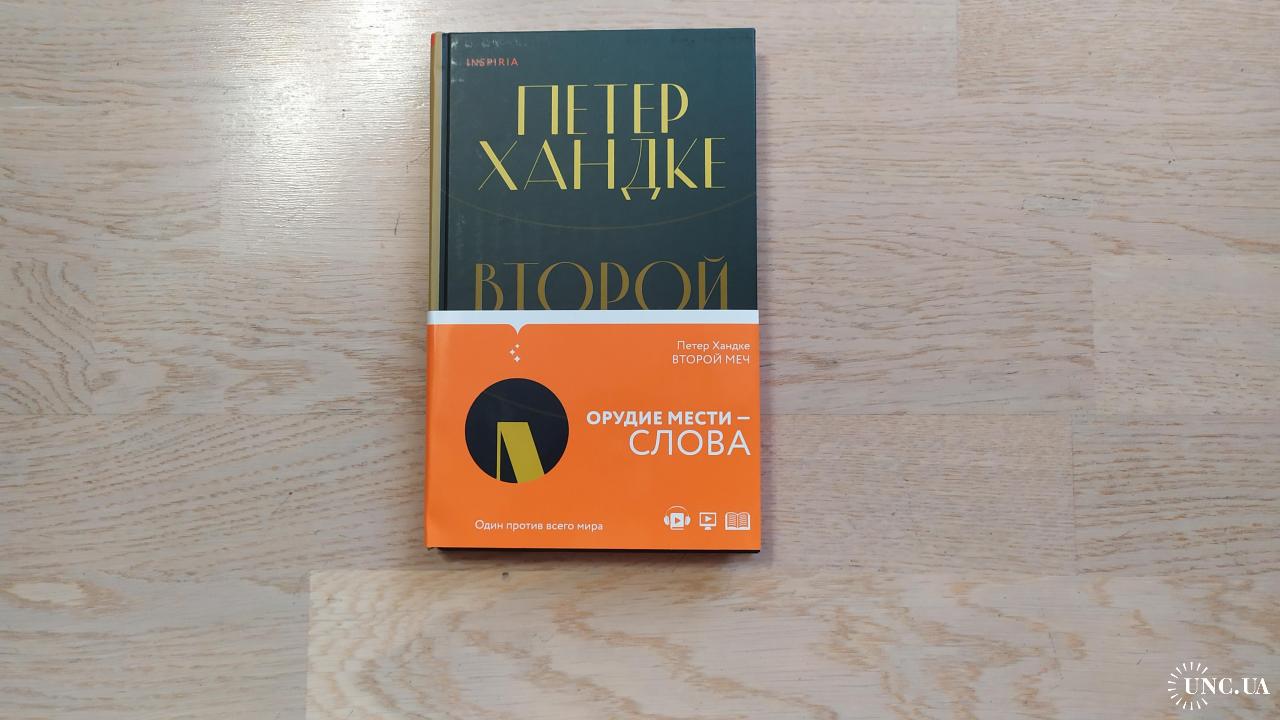 INSPIRIA
ПЕТЕР
ХАНДКЕ
ВТОРОЙ
Петер Хандке
ВТОРОЙ МЕЧ
ОРУДИЕ МЕСТИ –
СЛОВА
Один против всего мира
UNC.UA